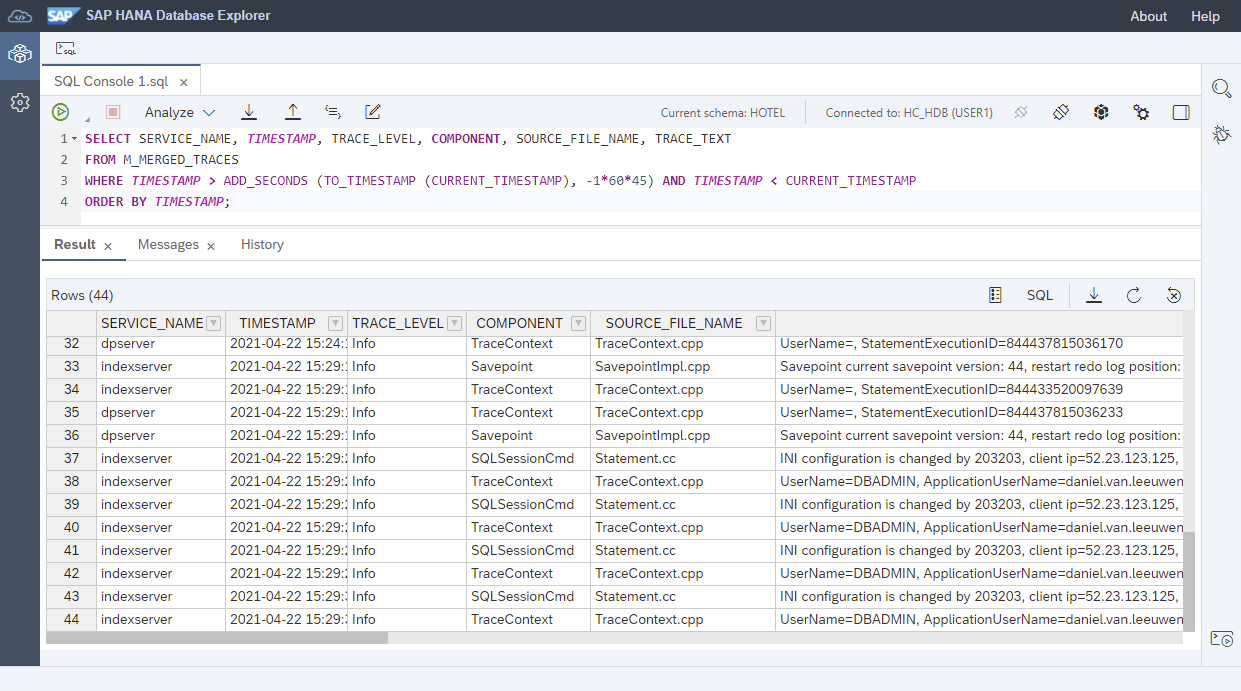 SAP SAP HANA Database Explorer About Help
SQL
SQL Console 1.sql ×
Analyze Current schema: HOTEL Connected to: HC_HDB (USER1)
1 SELECT SERVICE_NAME, TIMESTAMP, TRACE_LEVEL, COMPONENT, SOURCE_FILE_NAME, TRACE_TEXT
2 FROM M_MERGED_TRACES
3 WHERE TIMESTAMP > ADD_SECONDS (TO_TIMESTAMP (CURRENT_TIMESTAMP), -1*60*45) AND TIMESTAMP < CURRENT_TIMESTAMP
4 ORDER BY TIMESTAMP;
Result × Messages × History
Rows (44) SQL
SERVICE_NAME TIMESTAMP TRACE_LEVEL COMPONENT SOURCE_FILE_NAME
32 dpserver 2021-04-22 15:24: Info TraceContext TraceContext.cpp UserName=, StatementExecutionID=844437815036170
33 indexserver 2021-04-22 15:29: Info Savepoint SavepointImpl.cpp Savepoint current savepoint version: 44, restart redo log position:
34 indexserver 2021-04-22 15:29: Info TraceContext TraceContext.cpp UserName=, StatementExecutionID=844433520097639
35 dpserver 2021-04-22 15:29: Info TraceContext TraceContext.cpp UserName=, StatementExecutionID=844437815036233
36 dpserver 2021-04-22 15:29: Info Savepoint SavepointImpl.cpp Savepoint current savepoint version: 44, restart redo log position:
37 indexserver 2021-04-22 15:29: Info SQLSessionCmd Statement.cc INI configuration is changed by 203203, client ip=52.23.123.125,
38 indexserver 2021-04-22 15:29: Info TraceContext TraceContext.cpp UserName=DBADMIN, ApplicationUserName=daniel.van.leeuwen
39 indexserver 2021-04-22 15:29: Info SQLSessionCmd Statement.cc INI configuration is changed by 203203, client ip=52.23.123.125,
40 indexserver 2021-04-22 15:29: Info TraceContext TraceContext.cpp UserName=DBADMIN, ApplicationUserName=daniel.van.leeuwen
41 indexserver 2021-04-22 15:29: Info SQLSessionCmd Statement.cc INI configuration is changed by 203203, client ip=52.23.123.125,
42 indexserver 2021-04-22 15:29: Info TraceContext TraceContext.cpp UserName=DBADMIN, ApplicationUserName=daniel.van.leeuwen
43 indexserver 2021-04-22 15:29: Info SQLSessionCmd Statement.cc INI configuration is changed by 203203, client ip=52.23.123.125,
44 indexserver 2021-04-22 15:29: Info TraceContext TraceContext.cpp UserName=DBADMIN, ApplicationUserName=daniel.van.leeuwen